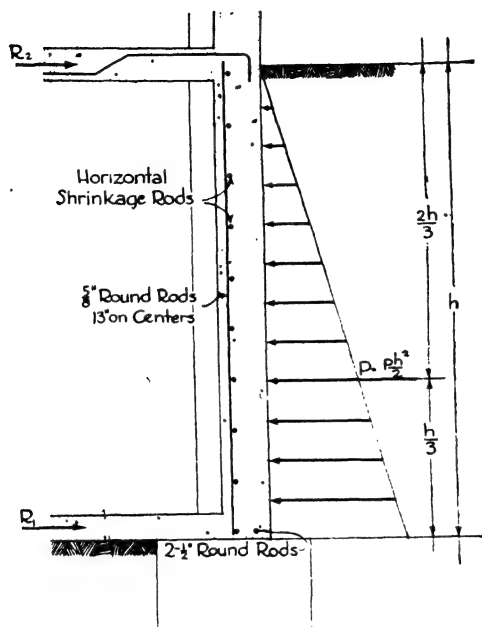 R₂
Horizontal
Shrinkage Rods
2h/3
h
5/8" Round Rods
13" on Centers
P = ph²/2
h/3
R₁
2-½" Round Rods